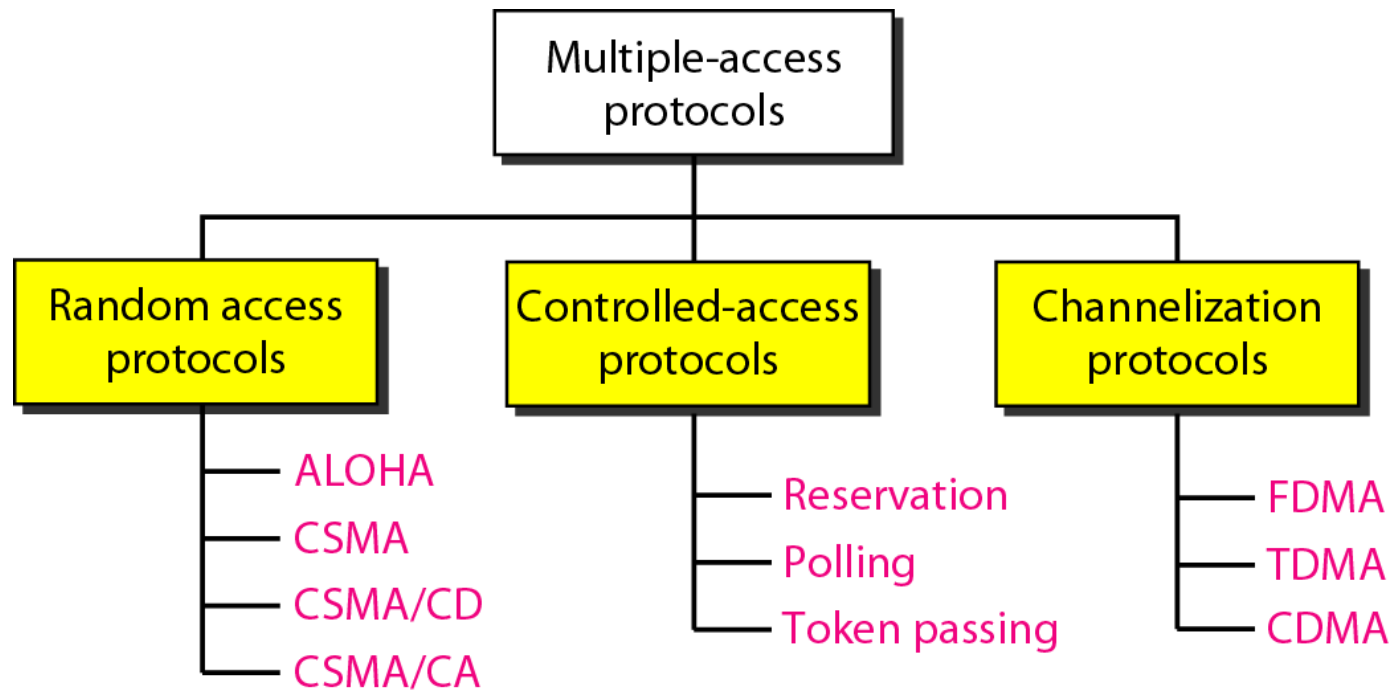 Multiple-access
protocols
Random access
protocols
Controlled-access
protocols
Channelization
protocols
ALOHA
CSMA
CSMA/CD
CSMA/CA
Reservation
Polling
Token passing
FDMA
TDMA
CDMA